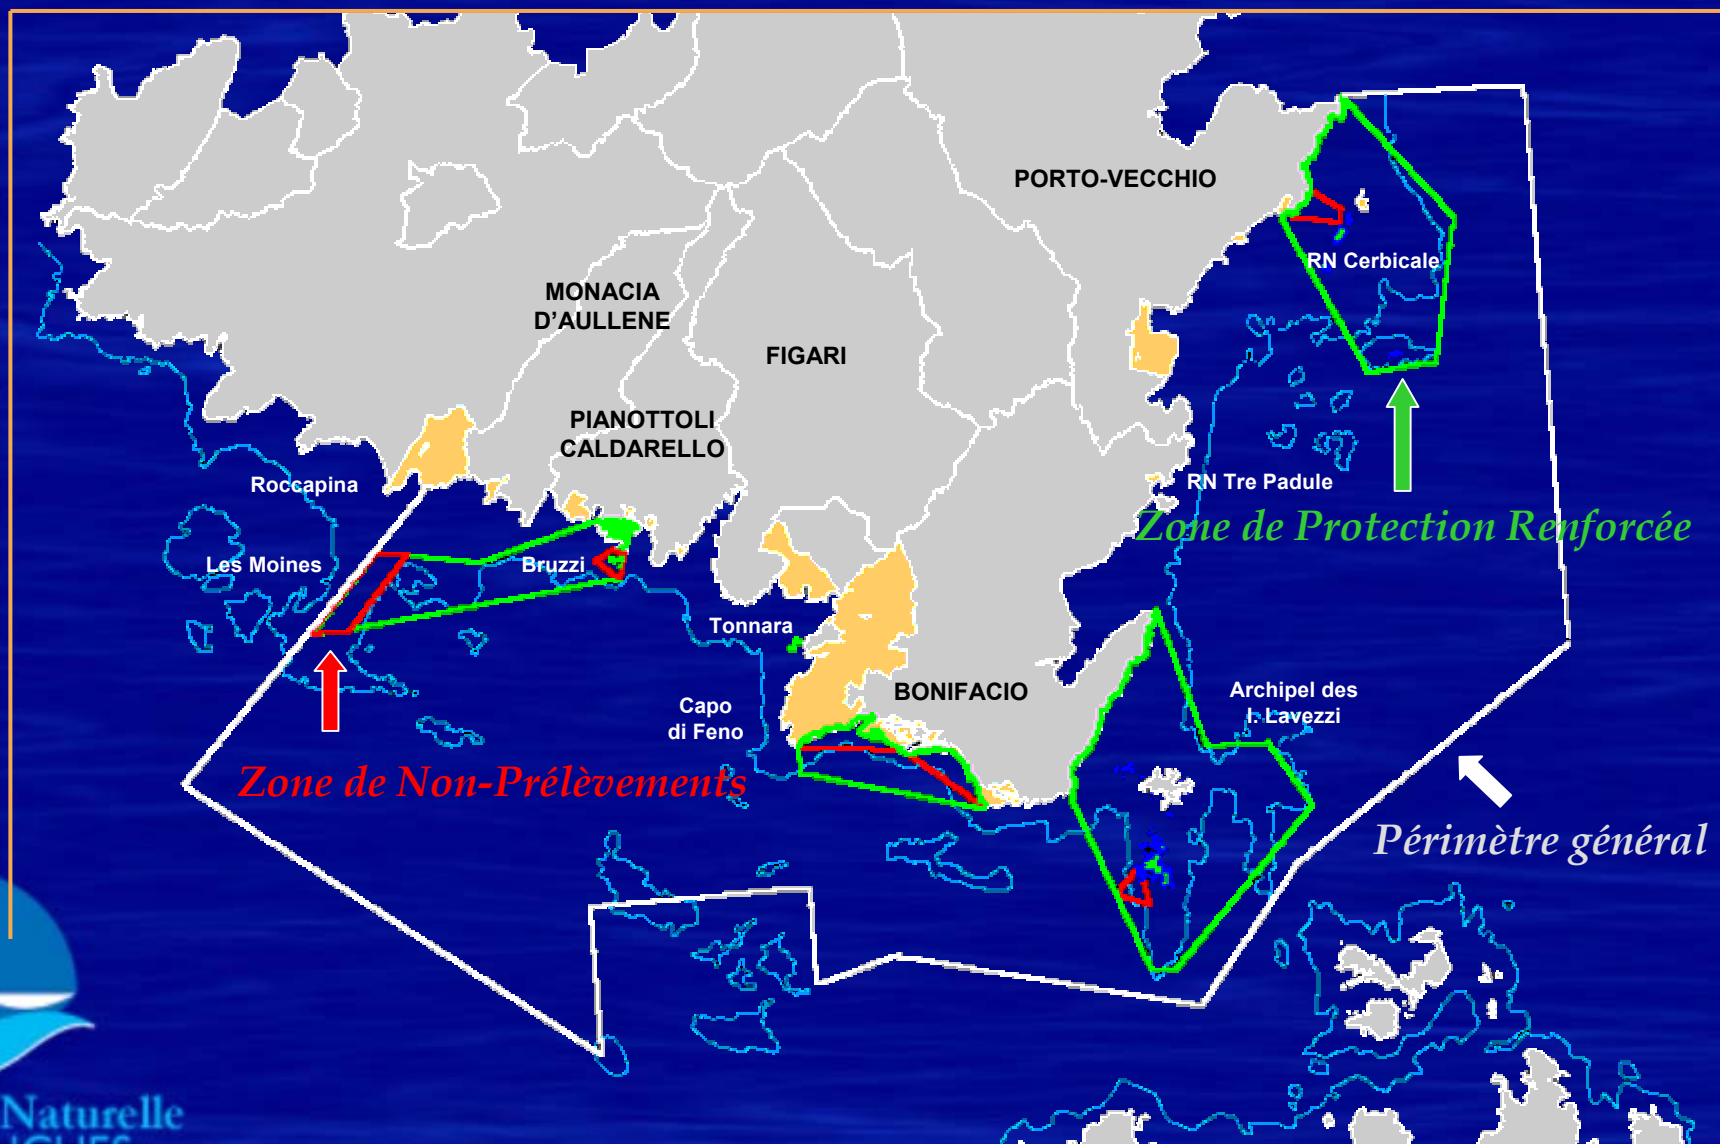 PORTO-VECCHIO
RN Cerbicale
MONACIA
D'AULLENE
FIGARI
PIANOTTOLI
CALDARELLO
Roccapina
RN Tre Padule
Zone de Protection Renforcée
Les Moines
Bruzzi
Tonnara
BONIFACIO
Archipel des
I. Lavezzi
Capo
di Feno
Zone de Non-Prélèvements
Périmètre général
Naturelle